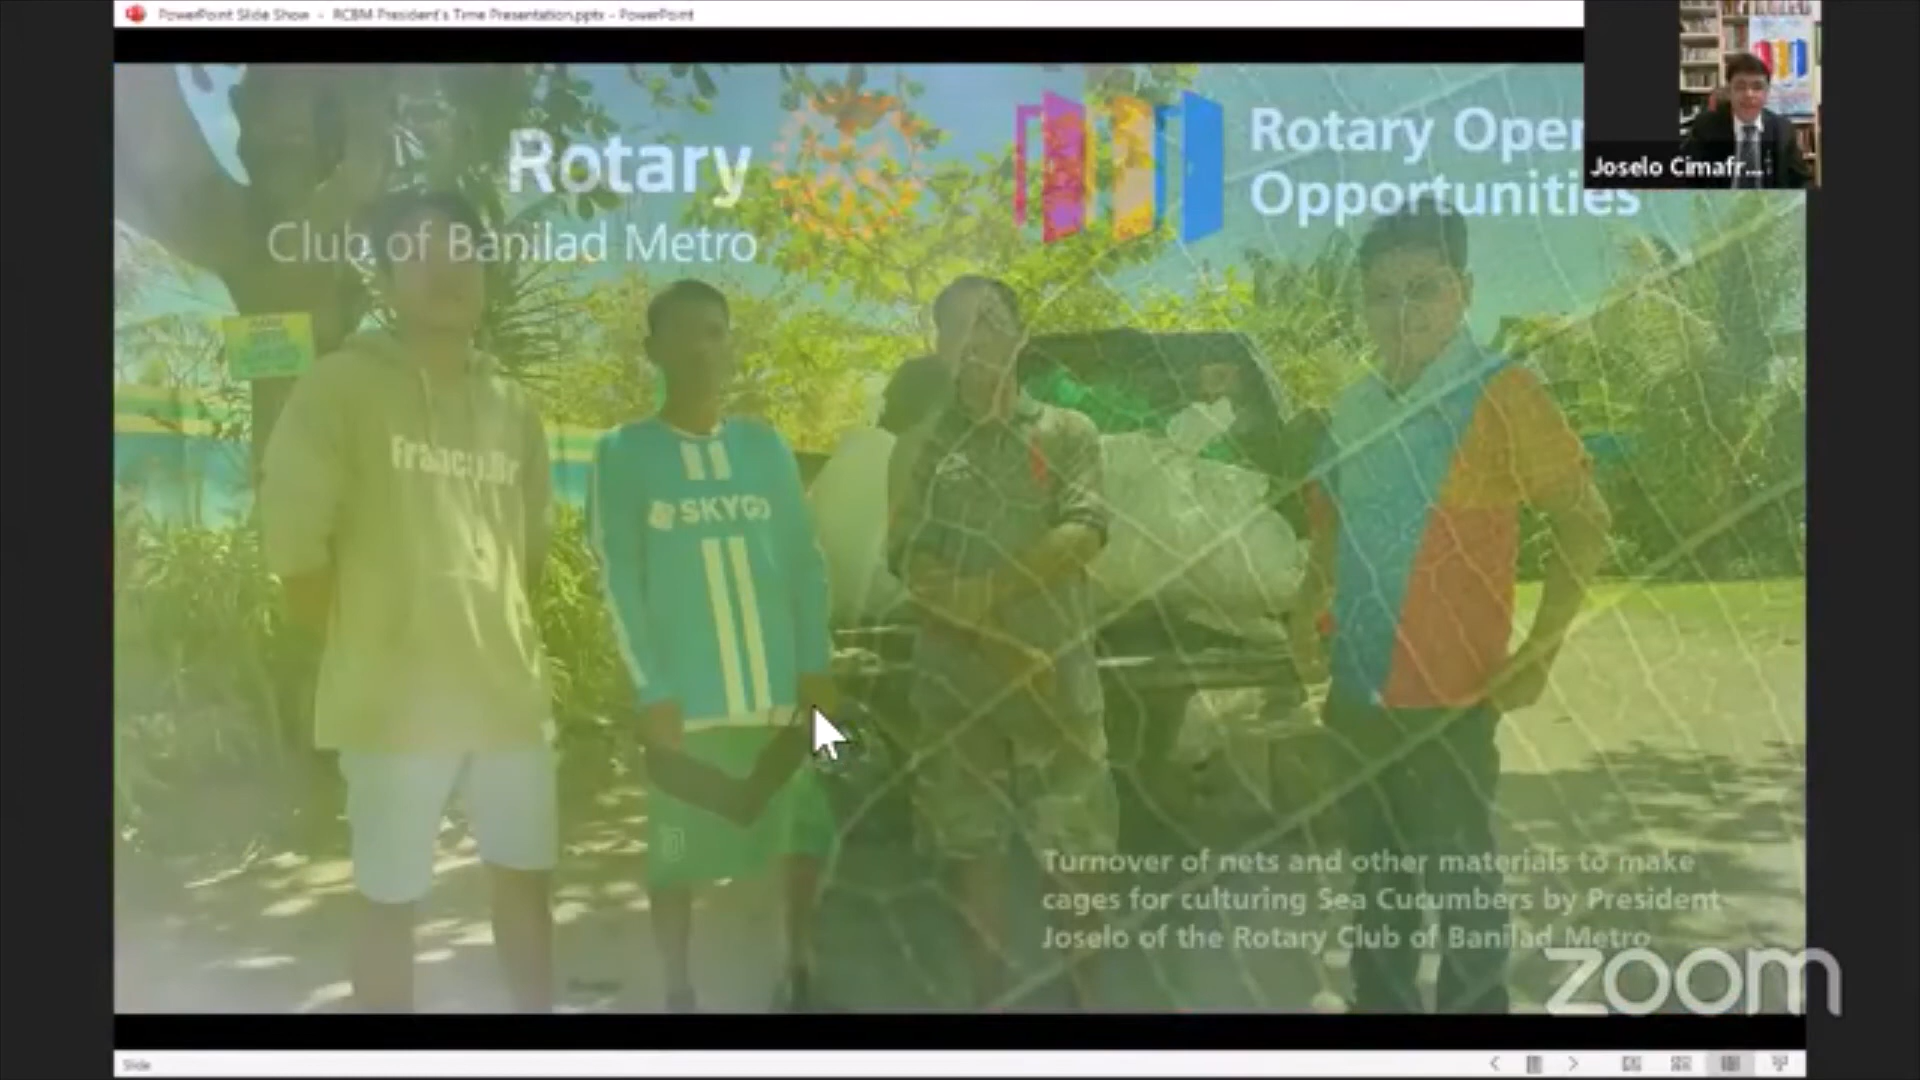 PowerPoint Slide Show - RCBM President's Time Presentation.pptx - PowerPoint
Joselo Cimafr...
Rotary
Club of Banilad Metro
Rotary Open
Opportunities
SKYGO
Turnover of nets and other materials to make
cages for culturing Sea Cucumbers by President
Joselo of the Rotary Club of Banilad Metro
zoom
Slide